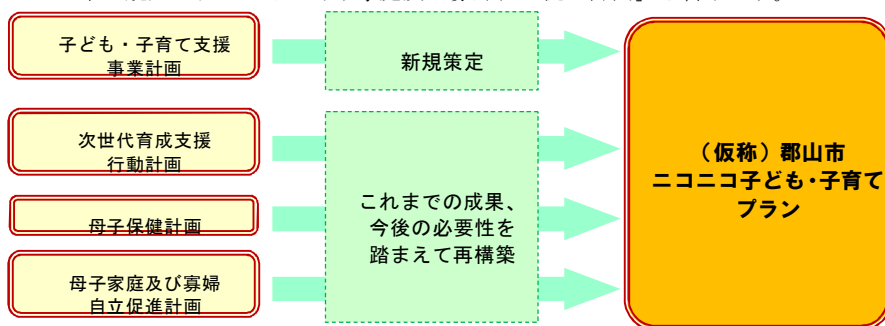 子ども・子育て支援
事業計画
新規策定
次世代育成支援
行動計画
母子保健計画
母子家庭及び寡婦
自立促進計画
これまでの成果、
今後の必要性を
踏まえて再構築
（仮称）郡山市
ニコニコ子ども・子育て
プラン